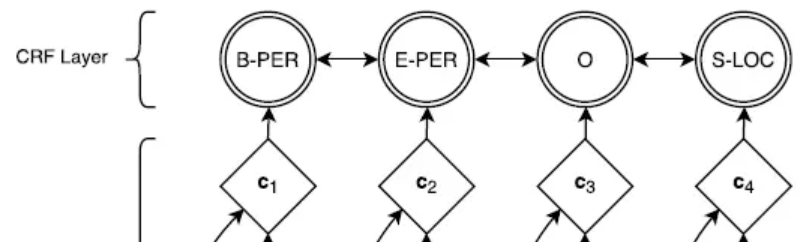 CRF Layer
B-PER E-PER O S-LOC
c₁ c₂ c₃ c₄